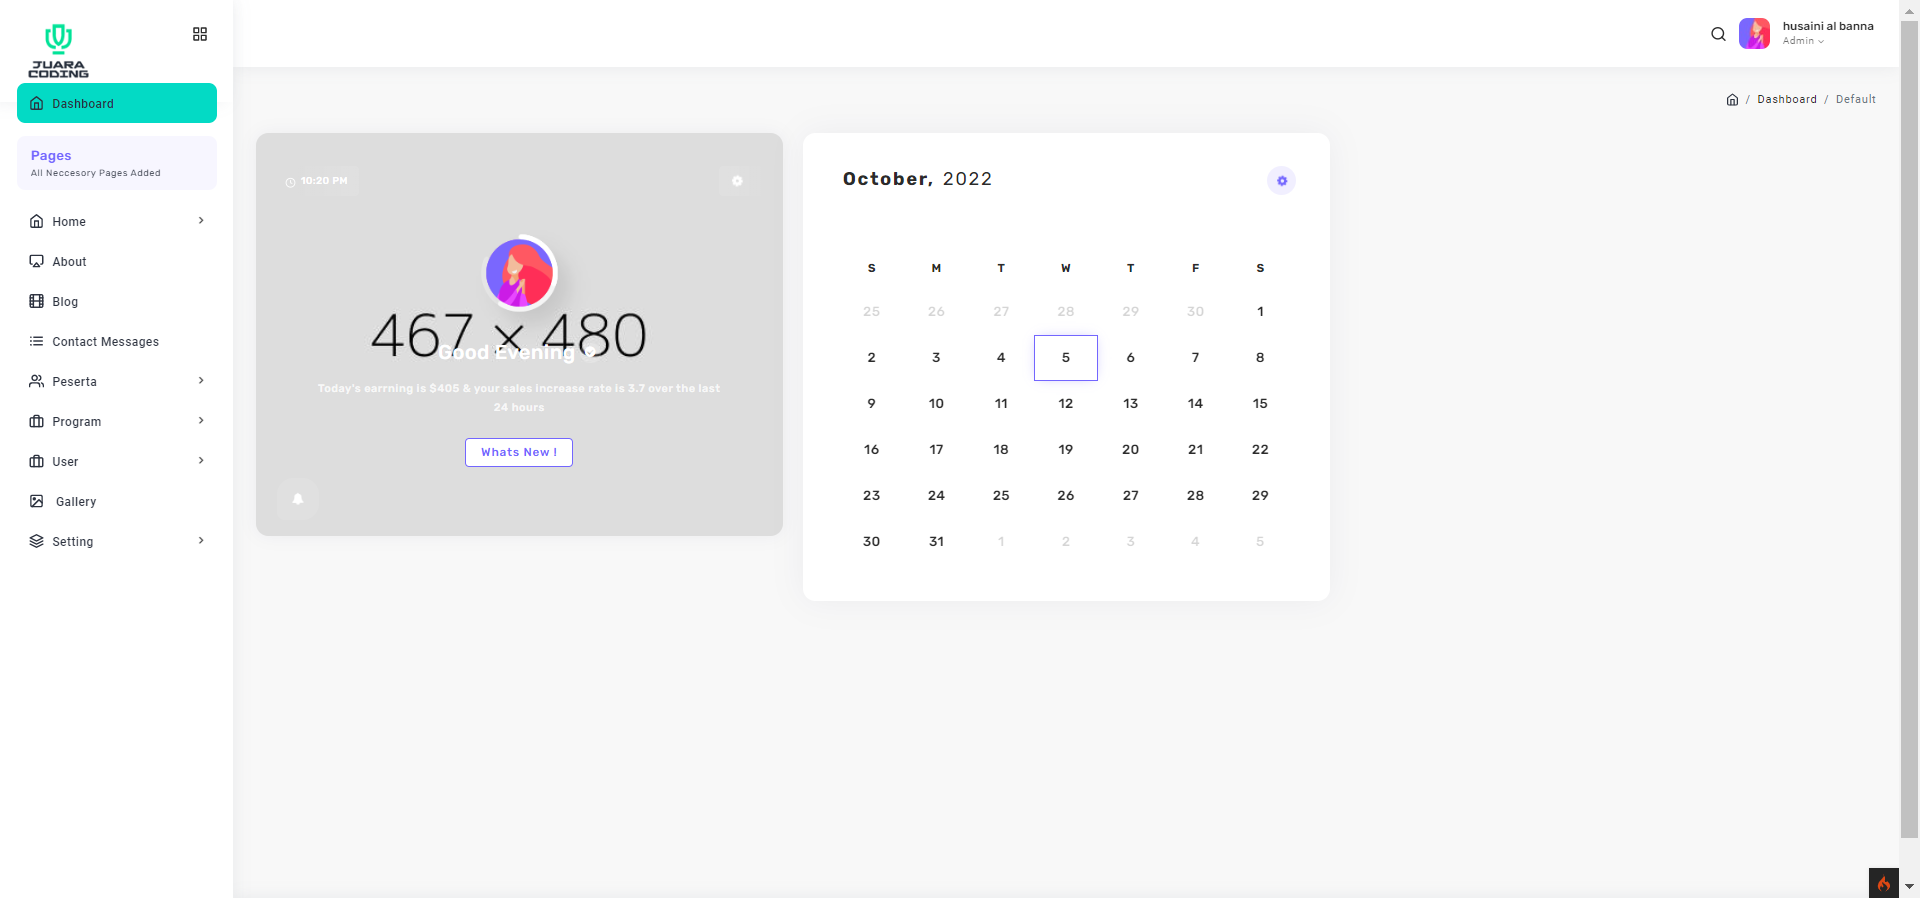 JUARA
CODING
Dashboard
Pages
All Neccesory Pages Added
Home
About
Blog
Contact Messages
Peserta
Program
User
Gallery
Setting
husaini al banna
Admin
/ Dashboard / Default
10:20 PM
467 × 480
Good Evening
Today's earrning is $405 & your sales increase rate is 3.7 over the last
24 hours
Whats New !
October, 2022
S M T W T F S
25 26 27 28 29 30 1
2 3 4 5 6 7 8
9 10 11 12 13 14 15
16 17 18 19 20 21 22
23 24 25 26 27 28 29
30 31 1 2 3 4 5